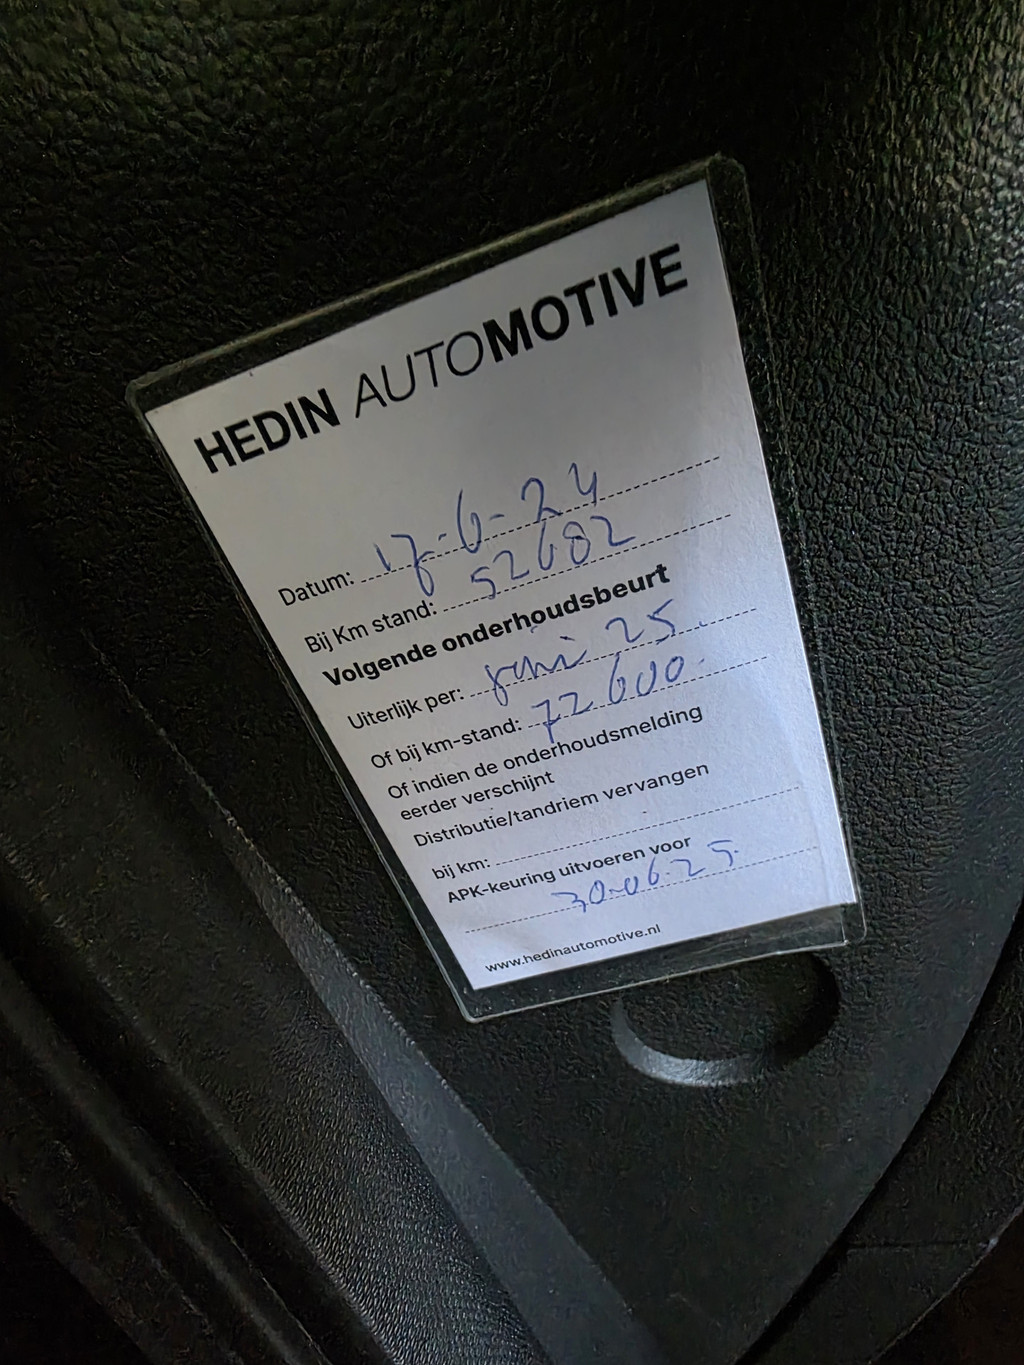 HEDIN AUTOMOTIVE
Datum: 17-6-24
Bij Km stand: 52682
Volgende onderhoudsbeurt
Uiterlijk per: juni 25
Of bij km-stand: 72600
Of indien de onderhoudsmelding
eerder verschijnt
Distributie/tandriem vervangen
bij km:
APK-keuring uitvoeren voor
30-06-25
www.hedinautomotive.nl